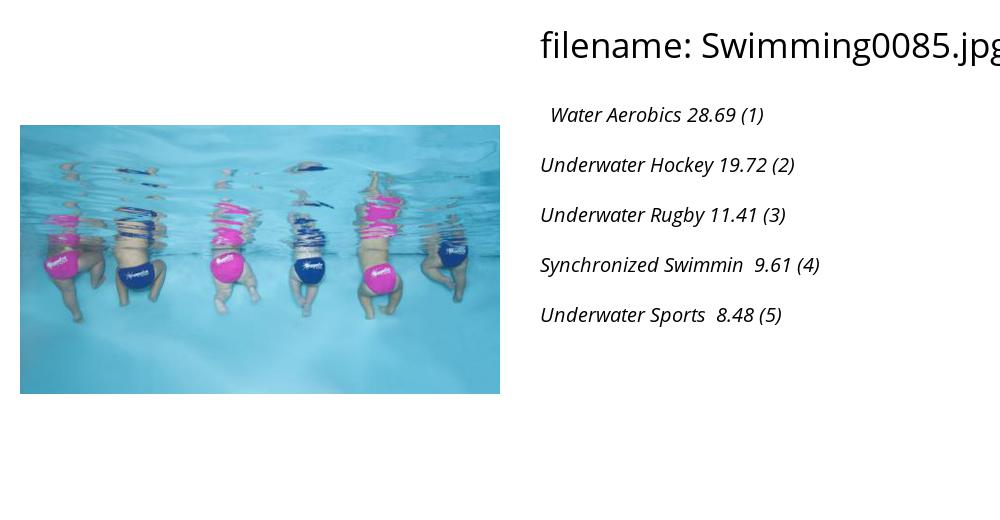 filename: Swimming0085.jpg
Water Aerobics 28.69 (1)
Underwater Hockey 19.72 (2)
Underwater Rugby 11.41 (3)
Synchronized Swimmin 9.61 (4)
Underwater Sports 8.48 (5)